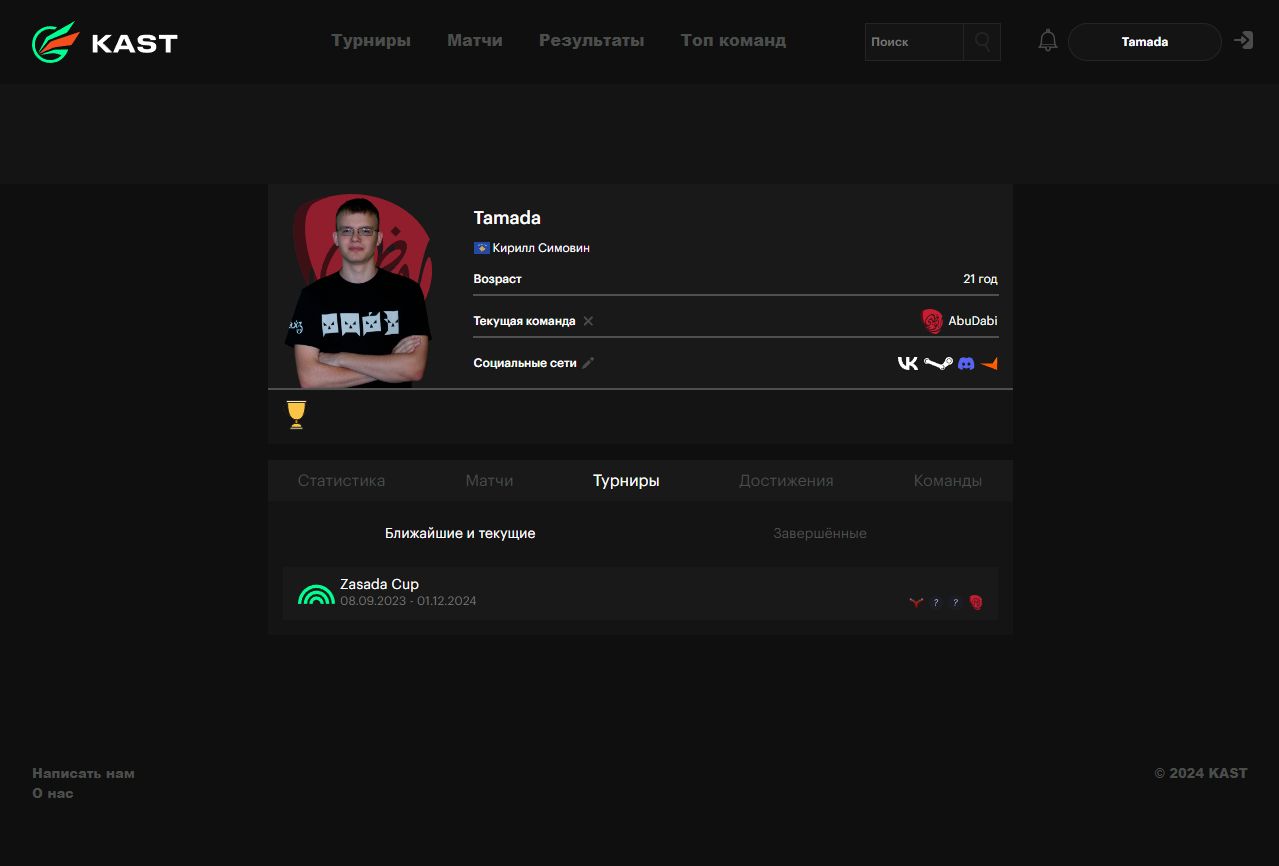 KAST
Турниры Матчи Результаты Топ команд
Поиск
Tamada
Tamada
Кирилл Симовин
Возраст 21 год
Текущая команда AbuDabi
Социальные сети
Статистика Матчи Турниры Достижения Команды
Ближайшие и текущие Завершённые
Zasada Cup
08.09.2023 - 01.12.2024
? ?
Написать нам © 2024 KAST
О нас